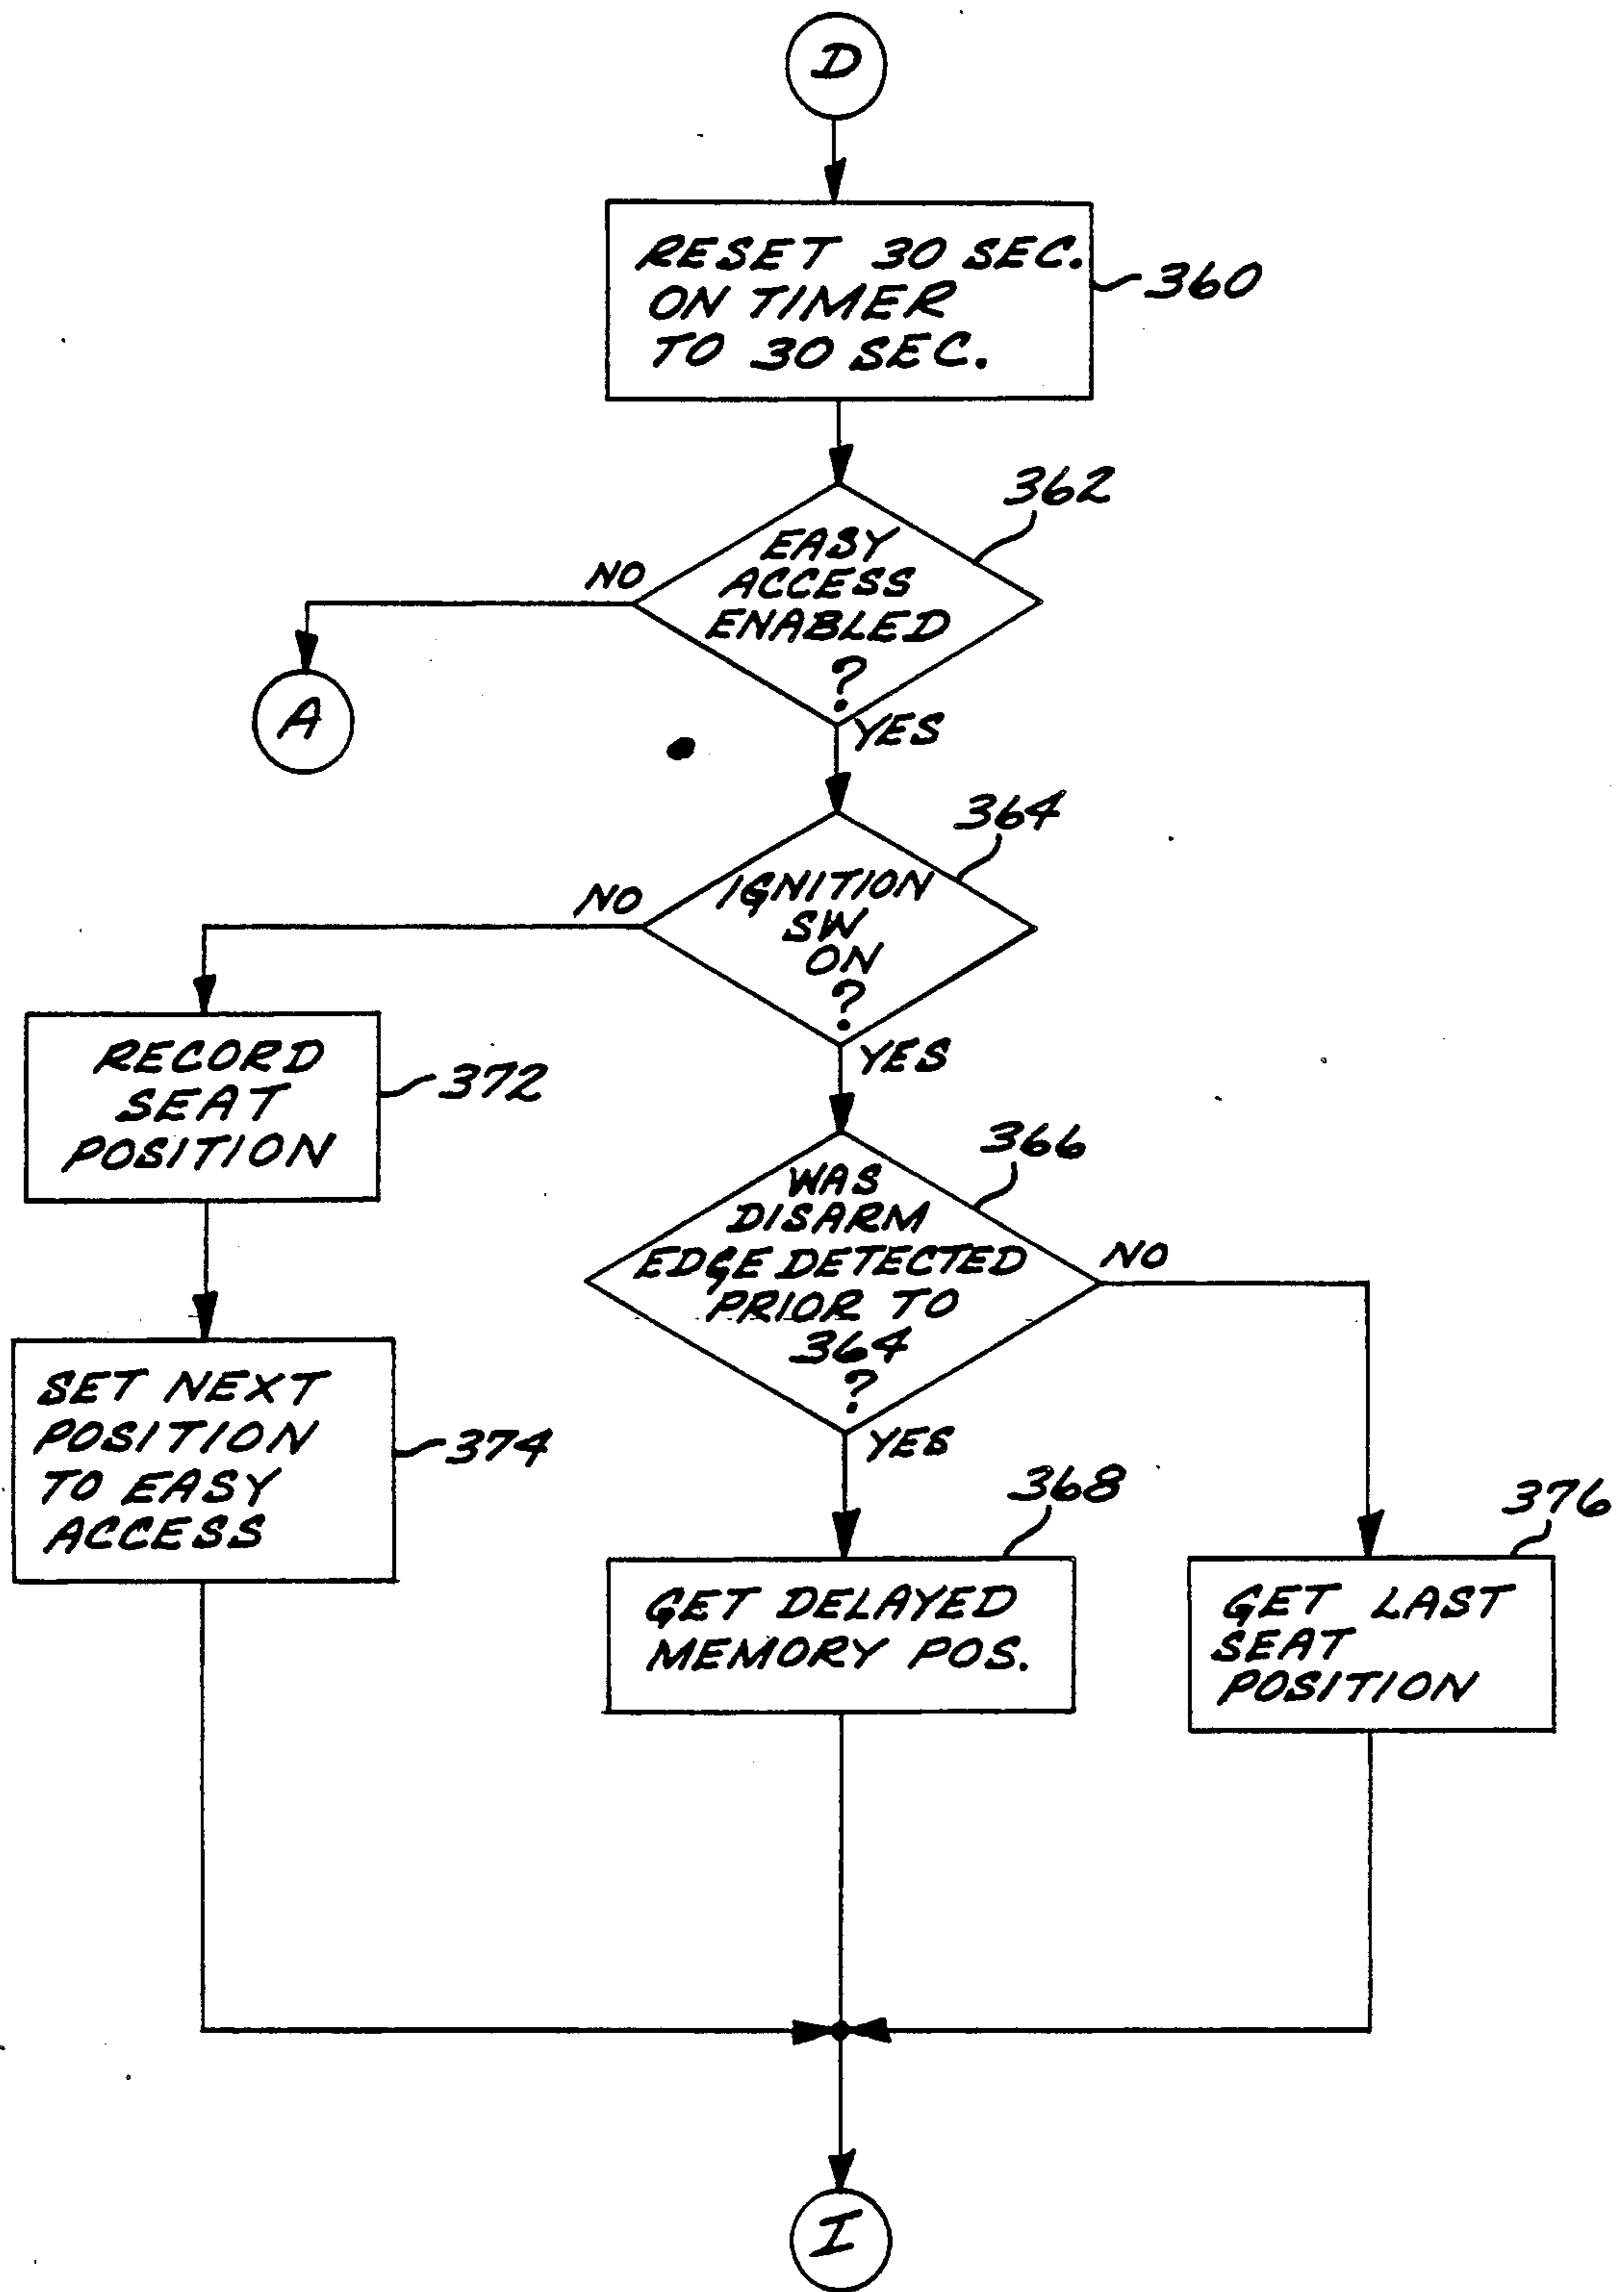 D
RESET 30 SEC.
ON TIMER
TO 30 SEC.
360
362
EASY
ACCESS
ENABLED
?
NO
A
YES
364
IGNITION
SW
ON
?
NO
YES
RECORD
SEAT
POSITION
372
366
WAS
DISARM
EDGE DETECTED
PRIOR TO
364
?
NO
YES
SET NEXT
POSITION
TO EASY
ACCESS
374
368
GET DELAYED
MEMORY POS.
376
GET LAST
SEAT
POSITION
I